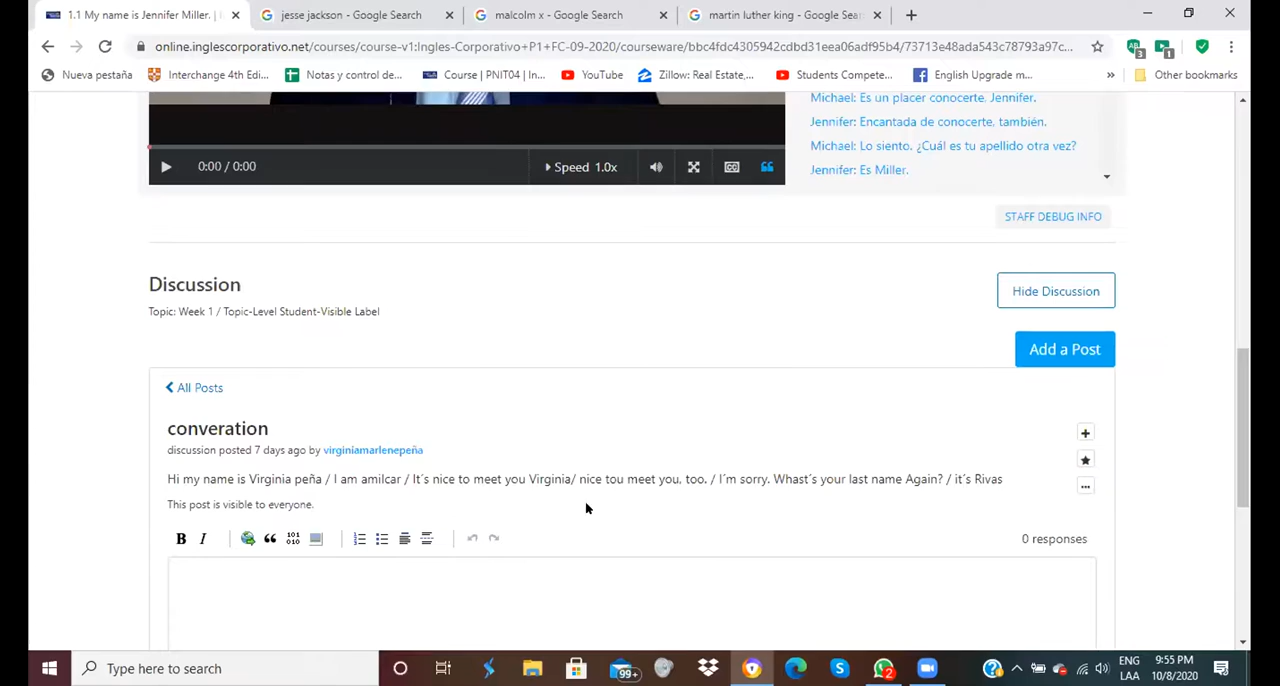 1.1 My name is Jennifer Miller. |
jesse jackson - Google Search
malcolm x - Google Search
martin luther king - Google Sear
online.inglescorporativo.net/courses/course-v1:Ingles-Corporativo+P1+FC-09-2020/courseware/bbc4fdc4305942cdbd31eea06adf95b4/73713e48ada543c78793a97c...
3
1
Nueva pestaña
Interchange 4th Edi...
Notas y control de...
Course | PNIT04 | In...
YouTube
Zillow: Real Estate,...
Students Compete...
English Upgrade m...
»
Other bookmarks
Michael: Es un placer conocerte, Jennifer.
Jennifer: Encantada de conocerte, también.
Michael: Lo siento. ¿Cuál es tu apellido otra vez?
Jennifer: Es Miller.
0:00 / 0:00
Speed 1.0x
CC
STAFF DEBUG INFO
Discussion
Hide Discussion
Topic: Week 1 / Topic-Level Student-Visible Label
Add a Post
All Posts
converation
discussion posted 7 days ago by virginiamarlenepeña
Hi my name is Virginia peña / I am amilcar / It´s nice to meet you Virginia/ nice tou meet you, too. / I´m sorry. Whast´s your last name Again? / it´s Rivas
This post is visible to everyone.
B I
101
010
0 responses
Type here to search
99+
2
ENG
LAA
9:55 PM
10/8/2020